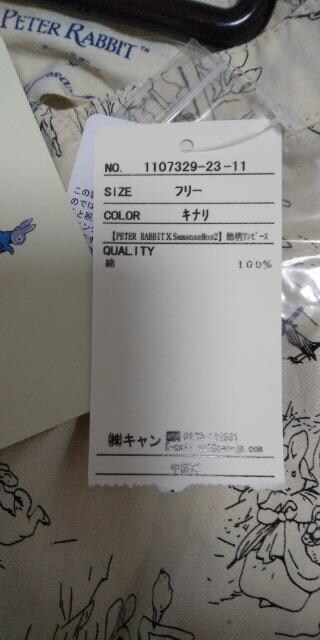 PETER RABBIT™
NO. 1107329-23-11
SIZE フリー
COLOR キナリ
【PETER RABBIT X SamansaMos2】総柄ワンピース
QUALITY
綿 100%
㈱キャン